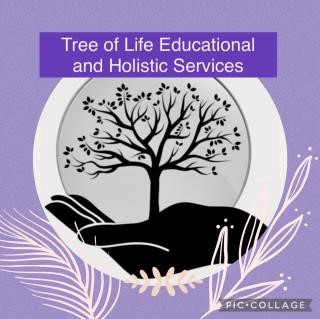 Tree of Life Educational
and Holistic Services
PIC•COLLAGE